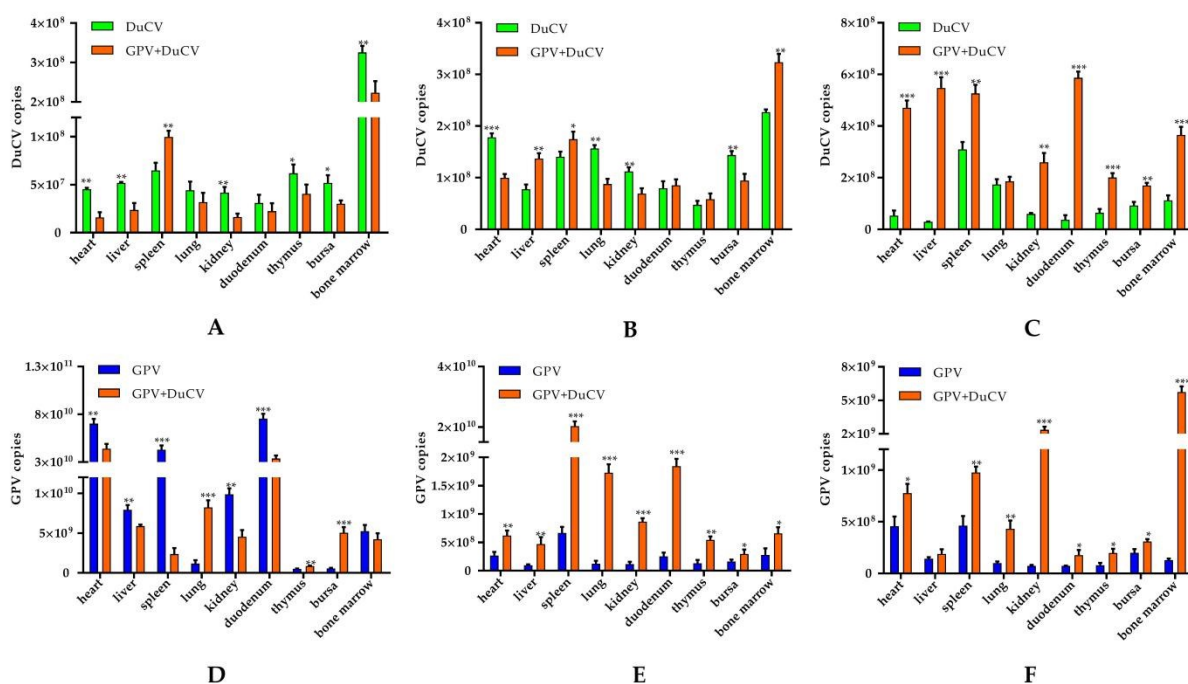 DuCV
GPV+DuCV
DuCV copies
4×10⁸
3×10⁸
2×10⁸
1×10⁸
5×10⁷
0
** ** ** ** * * **
heart
liver
spleen
lung
kidney
duodenum
thymus
bursa
bone marrow
A
DuCV
GPV+DuCV
DuCV copies
4×10⁸
3×10⁸
2×10⁸
1×10⁸
0
*** ** * ** ** ** **
heart
liver
spleen
lung
kidney
duodenum
thymus
bursa
bone marrow
B
DuCV
GPV+DuCV
DuCV copies
8×10⁸
6×10⁸
4×10⁸
2×10⁸
0
*** *** ** ** *** *** ** ***
heart
liver
spleen
lung
kidney
duodenum
thymus
bursa
bone marrow
C
GPV
GPV+DuCV
GPV copies
1.3×10¹¹
8×10¹⁰
3×10¹⁰
1×10¹⁰
5×10⁹
0
** ** *** *** ** *** ** ***
heart
liver
spleen
lung
kidney
duodenum
thymus
bursa
bone marrow
D
GPV
GPV+DuCV
GPV copies
4×10¹⁰
2×10¹⁰
2×10⁹
1×10⁹
5×10⁸
0
** ** *** *** *** *** ** * *
heart
liver
spleen
lung
kidney
duodenum
thymus
bursa
bone marrow
E
GPV
GPV+DuCV
GPV copies
8×10⁹
5×10⁹
2×10⁹
1×10⁹
5×10⁸
0
* ** ** *** * * * ***
heart
liver
spleen
lung
kidney
duodenum
thymus
bursa
bone marrow
F